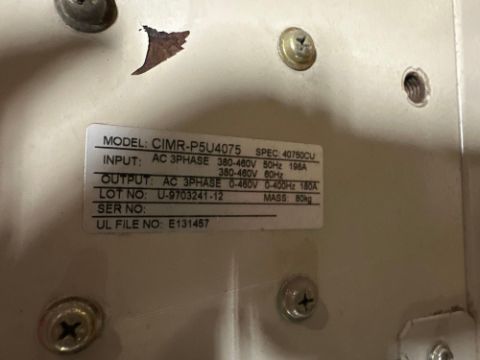 MODEL: CIMR-P5U4075 SPEC: 40750CU
INPUT: AC 3PHASE 380-460V 50Hz 196A
380-460V 60Hz
OUTPUT: AC 3PHASE 0-460V 0-400Hz 180A
LOT NO: U-9703241-12 MASS: 80kg
SER NO:
UL FILE NO: E131457